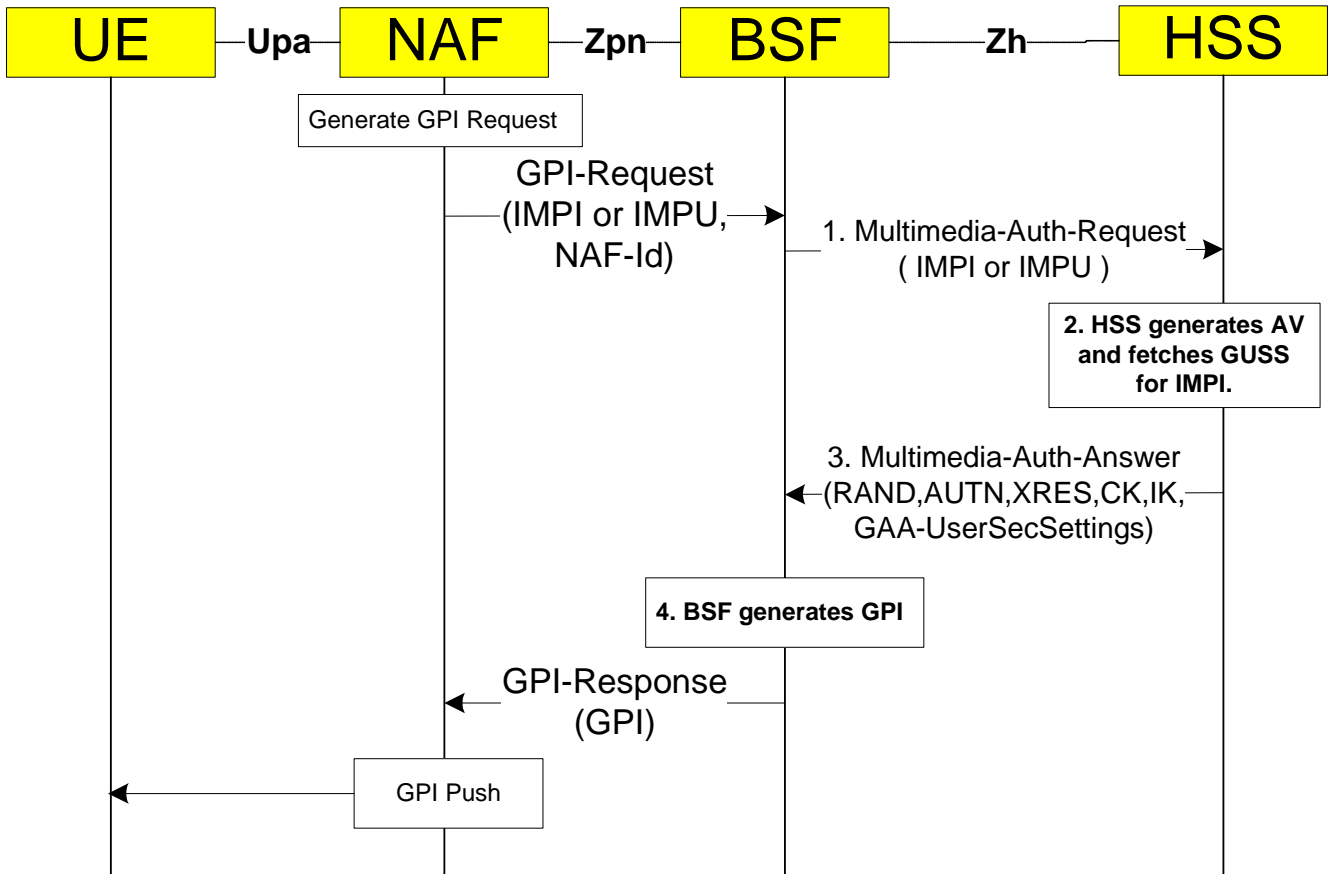 UE
Upa
NAF
Zpn
BSF
Zh
HSS
Generate GPI Request
GPI-Request
(IMPI or IMPU,
NAF-Id)
1. Multimedia-Auth-Request
( IMPI or IMPU )
2. HSS generates AV
and fetches GUSS
for IMPI.
3. Multimedia-Auth-Answer
(RAND,AUTN,XRES,CK,IK,
GAA-UserSecSettings)
4. BSF generates GPI
GPI-Response
(GPI)
GPI Push